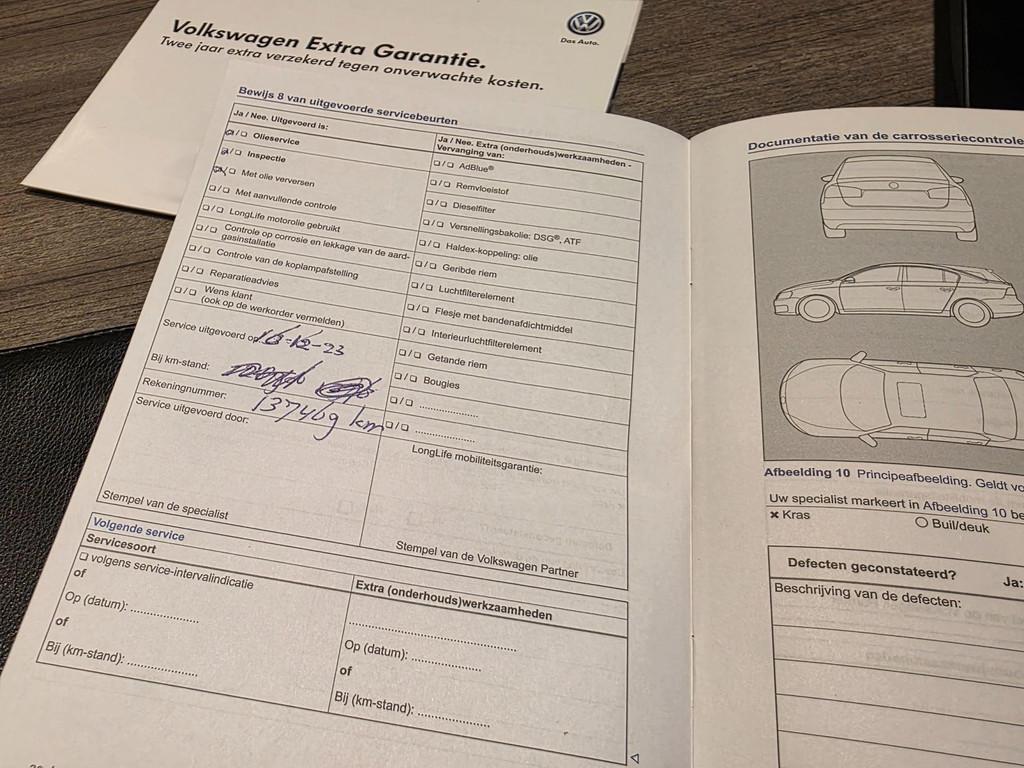 Volkswagen Extra Garantie.
Twee jaar extra verzekerd tegen onverwachte kosten.
Das Auto.
Bewijs 8 van uitgevoerde servicebeurten
Ja / Nee. Uitgevoerd is:
❑ / ❑ Olieservice
❑ / ❑ Inspectie
❑ / ❑ Met olie verversen
❑ / ❑ Met aanvullende controle
❑ / ❑ LongLife motorolie gebruikt
❑ / ❑ Controle op corrosie en lekkage van de aard-
gasinstallatie
❑ / ❑ Controle van de koplampafstelling
❑ / ❑ Reparatieadvies
❑ / ❑ Wens klant
(ook op de werkorder vermelden)
Service uitgevoerd op 16-12-23
Bij km-stand:
Rekeningnummer: 137469 km
Service uitgevoerd door:
Stempel van de specialist
Ja / Nee. Extra (onderhouds)werkzaamheden -
Vervanging van:
❑ / ❑ AdBlue®
❑ / ❑ Remvloeistof
❑ / ❑ Dieselfilter
❑ / ❑ Versnellingsbakolie: DSG®, ATF
❑ / ❑ Haldex-koppeling: olie
❑ / ❑ Geribde riem
❑ / ❑ Luchtfilterelement
❑ / ❑ Flesje met bandenafdichtmiddel
❑ / ❑ Interieurluchtfilterelement
❑ / ❑ Getande riem
❑ / ❑ Bougies
❑ / ❑ ....................
❑ / ❑ ....................
LongLife mobiliteitsgarantie:
Stempel van de Volkswagen Partner
Volgende service
Servicesoort
❑ volgens service-intervalindicatie
of
Op (datum): ....................
of
Bij (km-stand): ....................
Extra (onderhouds)werkzaamheden
................................................
Op (datum): ....................
of
Bij (km-stand): ....................
Documentatie van de carrosseriecontrole
Afbeelding 10 Principeafbeelding. Geldt vo
Uw specialist markeert in Afbeelding 10 be
× Kras
○ Buil/deuk
Defecten geconstateerd?
Ja:
Beschrijving van de defecten: